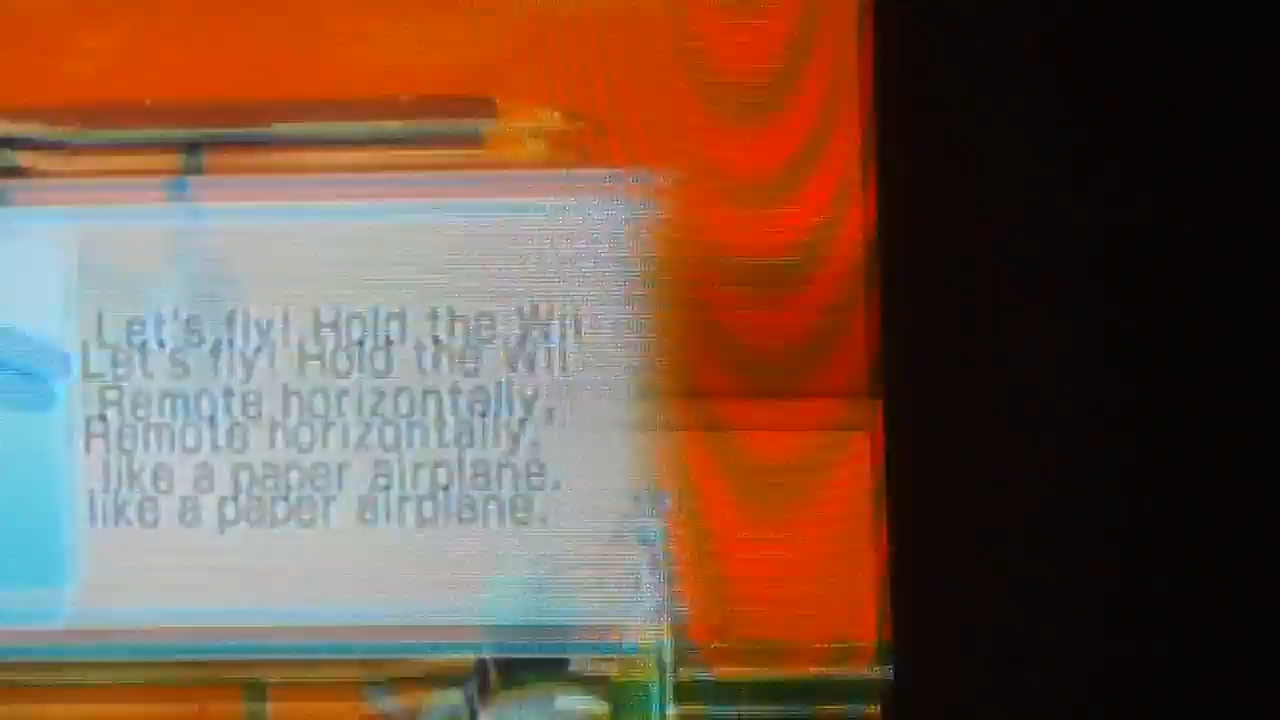 Let's fly! Hold the Wii
Remote horizontally,
like a paper airplane.